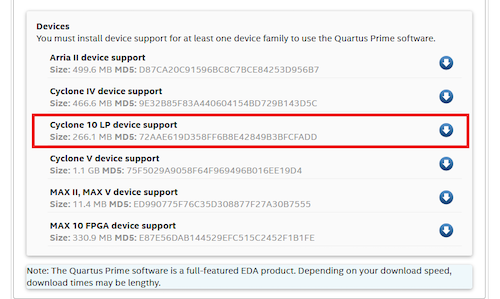 Devices
You must install device support for at least one device family to use the Quartus Prime software.
Arria II device support
Size: 499.6 MB MD5: D87CA20C91596BC8C7BCE84253D956B7
Cyclone IV device support
Size: 466.6 MB MD5: 9E32B85F83A440604154BD729B143D5C
Cyclone 10 LP device support
Size: 266.1 MB MD5: 72AAE619D358FF6B8E42849B3BFCFADD
Cyclone V device support
Size: 1.1 GB MD5: 75F5029A9058F64F969496B016EE19D4
MAX II, MAX V device support
Size: 11.4 MB MD5: ED990775F76C35D308877F27A30B7555
MAX 10 FPGA device support
Size: 330.9 MB MD5: E87E56DAB144529EFC515C2452F1B1FE
Note: The Quartus Prime software is a full-featured EDA product. Depending on your download speed,
download times may be lengthy.